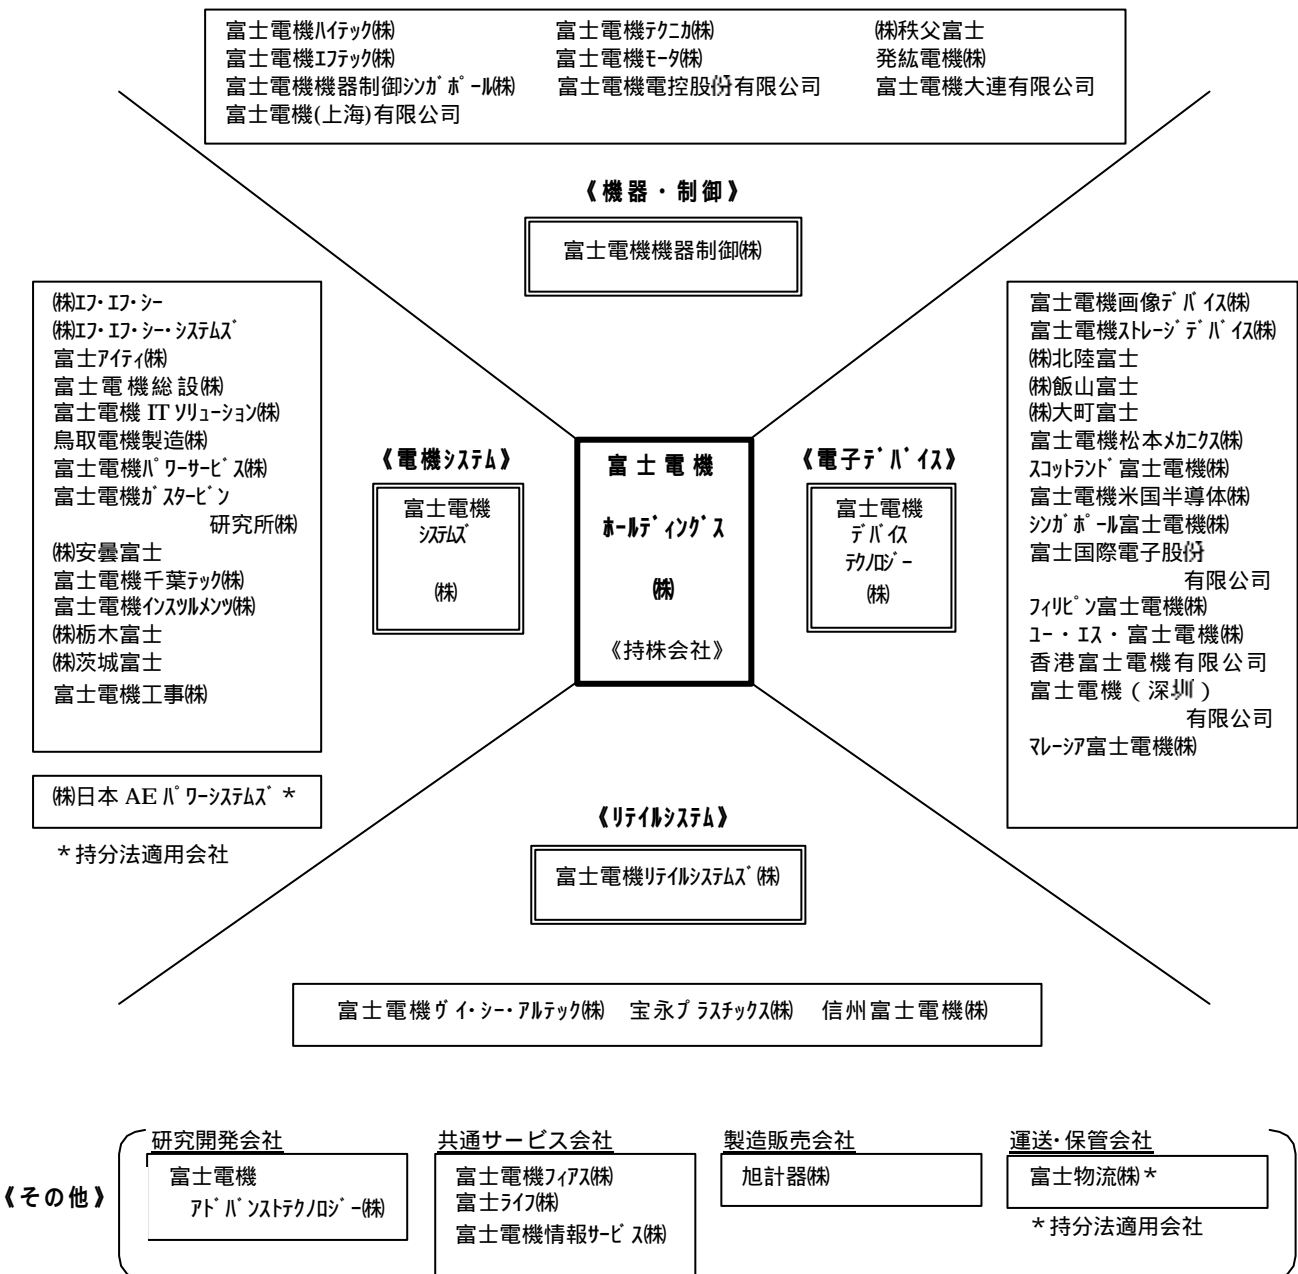 富士電機ハイテック㈱ 富士電機テクニカ㈱ ㈱秩父富士
富士電機エフテック㈱ 富士電機モータ㈱ 発紘電機㈱
富士電機機器制御シンガポール㈱ 富士電機電控股份有限公司 富士電機大連有限公司
富士電機(上海)有限公司
《機器・制御》
富士電機機器制御㈱
㈱エフ・エフ・シー
㈱エフ・エフ・シー・システムズ
富士アイティ㈱
富士電機総設㈱
富士電機 IT ソリューション㈱
鳥取電機製造㈱
富士電機パワーサービス㈱
富士電機ガスタービン
研究所㈱
㈱安曇富士
富士電機千葉テック㈱
富士電機インスツルメンツ㈱
㈱栃木富士
㈱茨城富士
富士電機工事㈱
㈱日本 AE パワーシステムズ *
*持分法適用会社
《電機システム》
富士電機
システムズ
㈱
富士電機
ホールディングス
㈱
《持株会社》
《電子デバイス》
富士電機
デバイス
テクノロジー
㈱
富士電機画像デバイス㈱
富士電機ストレージデバイス㈱
㈱北陸富士
㈱飯山富士
㈱大町富士
富士電機松本メカニクス㈱
スコットランド富士電機㈱
富士電機米国半導体㈱
シンガポール富士電機㈱
富士国際電子股份
有限公司
フィリピン富士電機㈱
ユー・エス・富士電機㈱
香港富士電機有限公司
富士電機（深圳）
有限公司
マレーシア富士電機㈱
《リテイルシステム》
富士電機リテイルシステムズ㈱
富士電機ヴイ・シー・アルテック㈱ 宝永プラスチックス㈱ 信州富士電機㈱
《その他》
研究開発会社
富士電機
アドバンストテクノロジー㈱
共通サービス会社
富士電機フィアス㈱
富士ライフ㈱
富士電機情報サービス㈱
製造販売会社
旭計器㈱
運送・保管会社
富士物流㈱*
*持分法適用会社